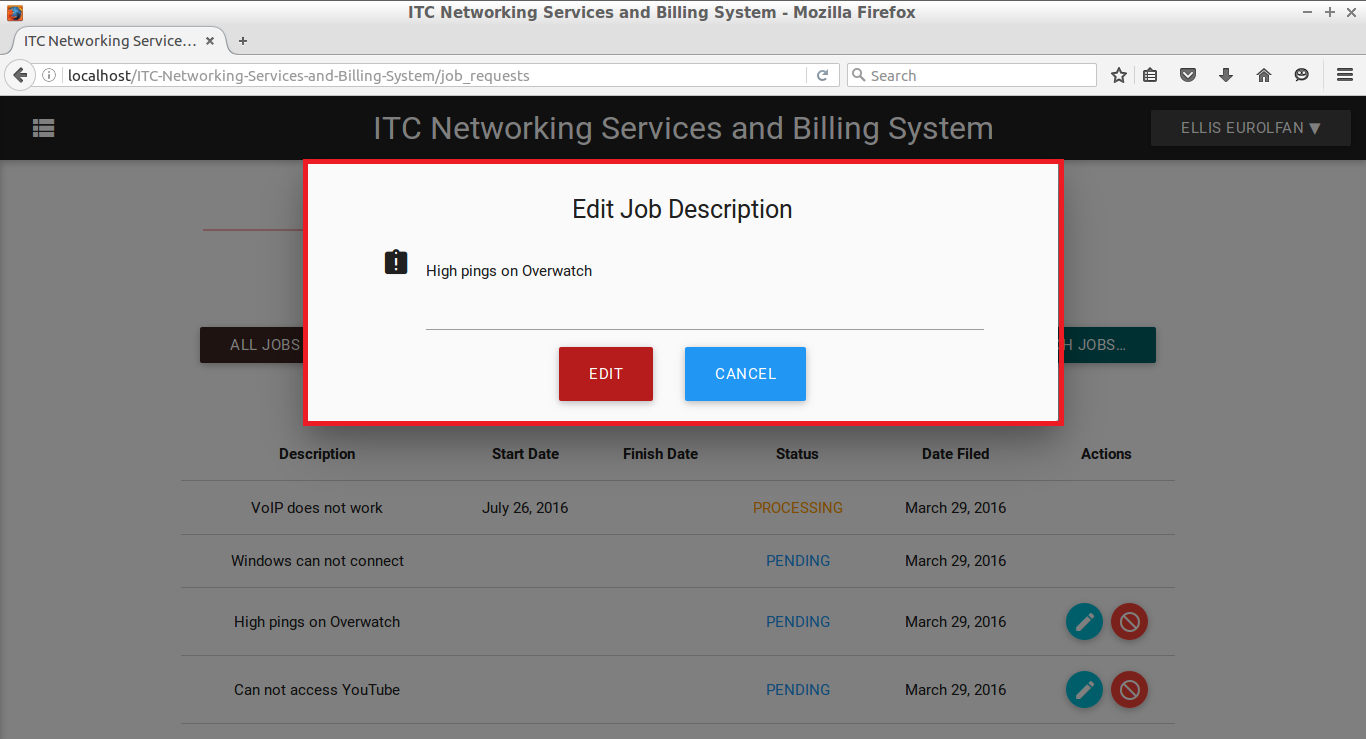 ITC Networking Services and Billing System - Mozilla Firefox
ITC Networking Service...
localhost/ITC-Networking-Services-and-Billing-System/job_requests
Search
ITC Networking Services and Billing System
ELLIS EUROLFAN ▼
Edit Job Description
High pings on Overwatch
ALL JOBS
H JOBS...
EDIT
CANCEL
Description Start Date Finish Date Status Date Filed Actions
VoIP does not work July 26, 2016 PROCESSING March 29, 2016
Windows can not connect PENDING March 29, 2016
High pings on Overwatch PENDING March 29, 2016
Can not access YouTube PENDING March 29, 2016